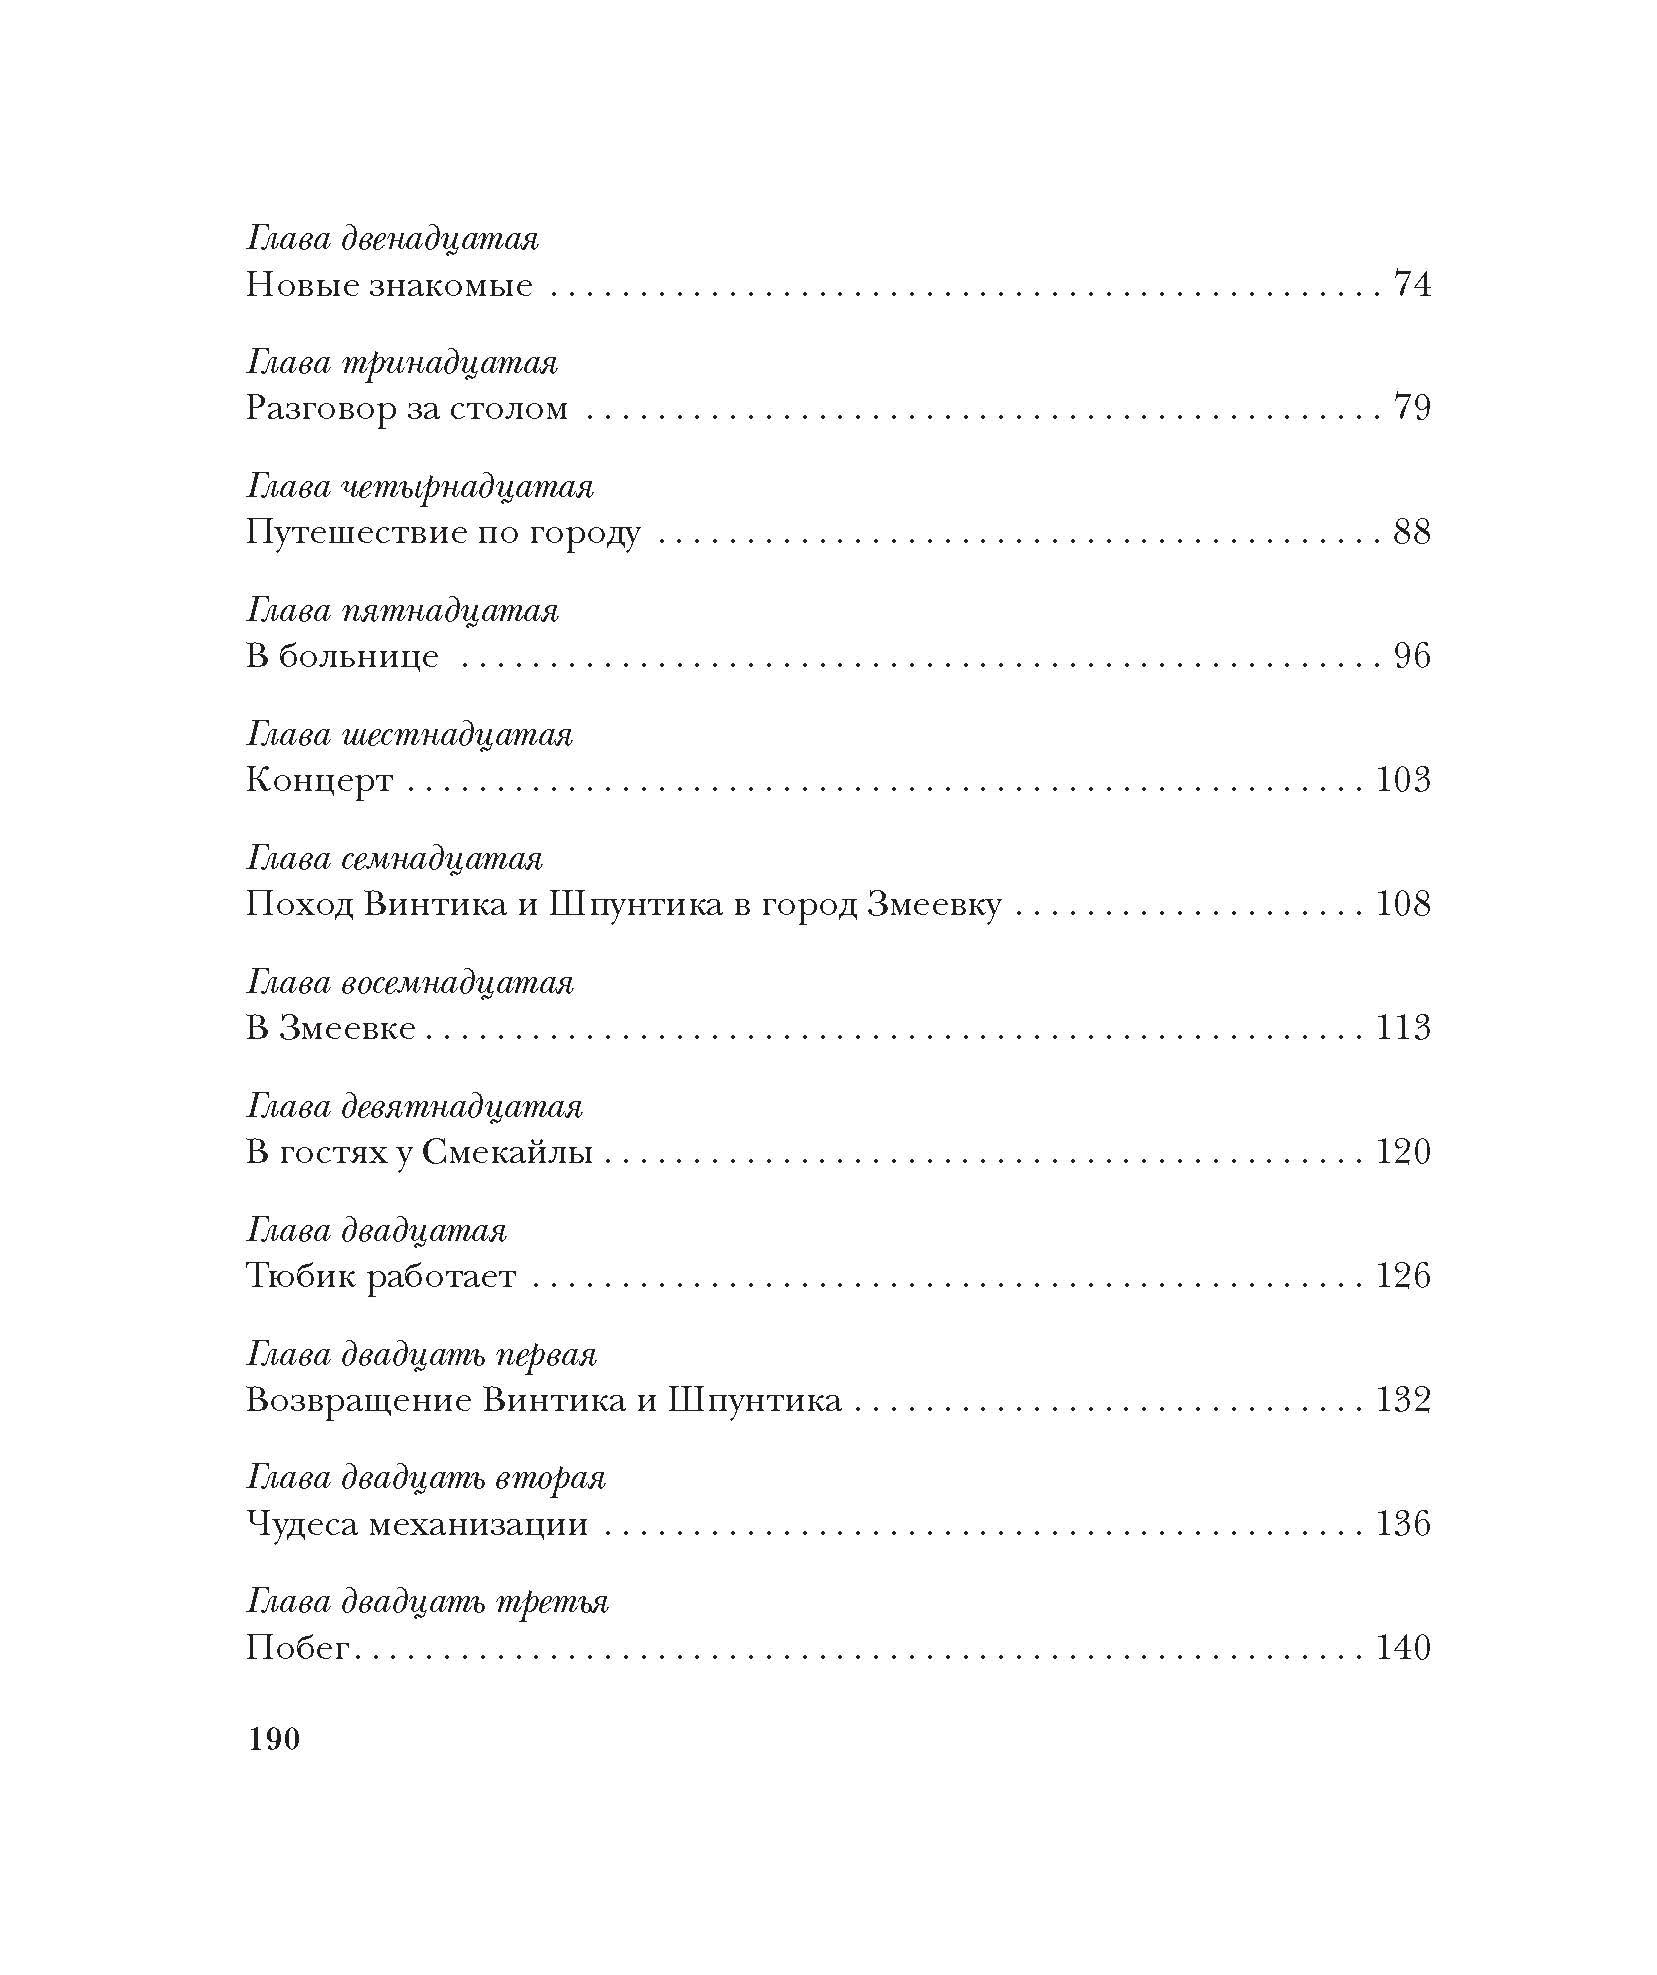 Глава двенадцатая
Новые знакомые . . . . . . . . . . . . . . . . . . . . . . . . . . . . . . . . . . . . . . . . . . . . . . . 74
Глава тринадцатая
Разговор за столом . . . . . . . . . . . . . . . . . . . . . . . . . . . . . . . . . . . . . . . . . . . . . 79
Глава четырнадцатая
Путешествие по городу . . . . . . . . . . . . . . . . . . . . . . . . . . . . . . . . . . . . . . . . . 88
Глава пятнадцатая
В больнице . . . . . . . . . . . . . . . . . . . . . . . . . . . . . . . . . . . . . . . . . . . . . . . . . . . . 96
Глава шестнадцатая
Концерт . . . . . . . . . . . . . . . . . . . . . . . . . . . . . . . . . . . . . . . . . . . . . . . . . . . . . . 103
Глава семнадцатая
Поход Винтика и Шпунтика в город Змеевку . . . . . . . . . . . . . . . . . . . . 108
Глава восемнадцатая
В Змеевке . . . . . . . . . . . . . . . . . . . . . . . . . . . . . . . . . . . . . . . . . . . . . . . . . . . . . 113
Глава девятнадцатая
В гостях у Смекайлы . . . . . . . . . . . . . . . . . . . . . . . . . . . . . . . . . . . . . . . . . . . 120
Глава двадцатая
Тюбик работает . . . . . . . . . . . . . . . . . . . . . . . . . . . . . . . . . . . . . . . . . . . . . . . 126
Глава двадцать первая
Возвращение Винтика и Шпунтика . . . . . . . . . . . . . . . . . . . . . . . . . . . . . 132
Глава двадцать вторая
Чудеса механизации . . . . . . . . . . . . . . . . . . . . . . . . . . . . . . . . . . . . . . . . . . . 136
Глава двадцать третья
Побег. . . . . . . . . . . . . . . . . . . . . . . . . . . . . . . . . . . . . . . . . . . . . . . . . . . . . . . . . 140
190